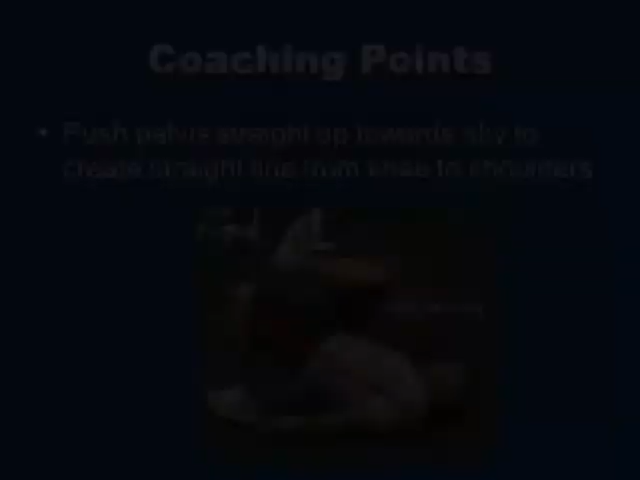 Coaching Points
• Push pelvis straight up towards sky to
create straight line from knee to shoulders